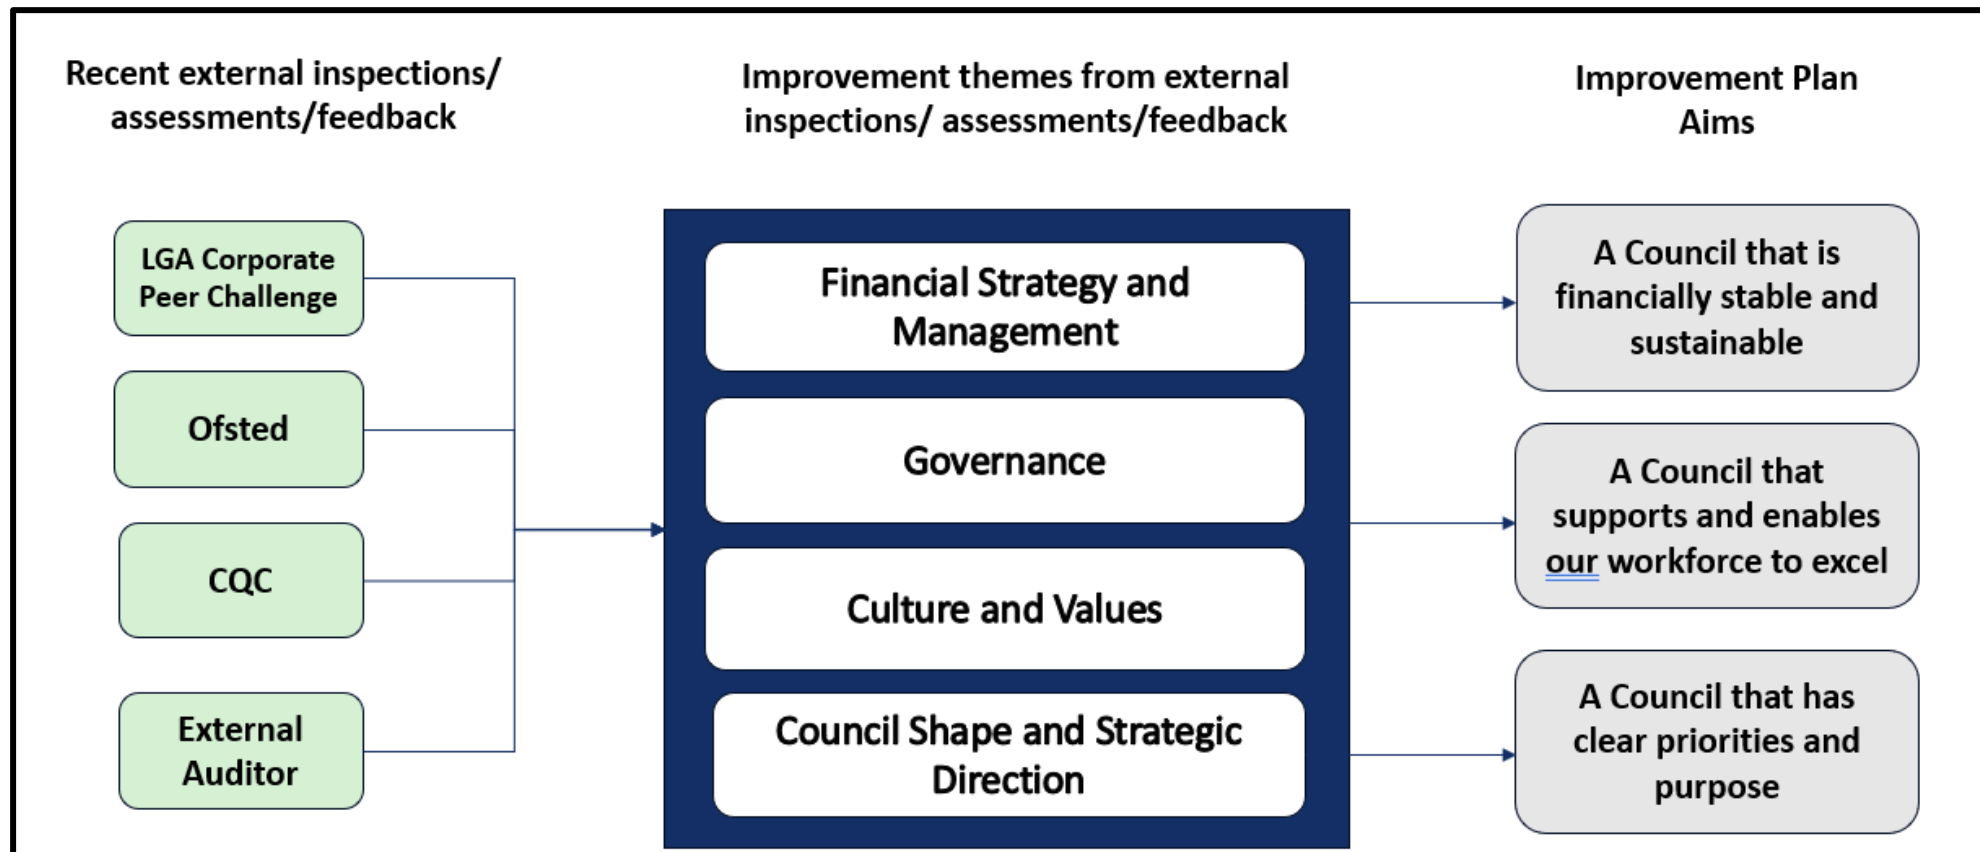 Recent external inspections/
assessments/feedback
Improvement themes from external
inspections/ assessments/feedback
Improvement Plan
Aims
LGA Corporate
Peer Challenge
Ofsted
CQC
External
Auditor
Financial Strategy and
Management
Governance
Culture and Values
Council Shape and Strategic
Direction
A Council that is
financially stable and
sustainable
A Council that
supports and enables
our workforce to excel
A Council that has
clear priorities and
purpose